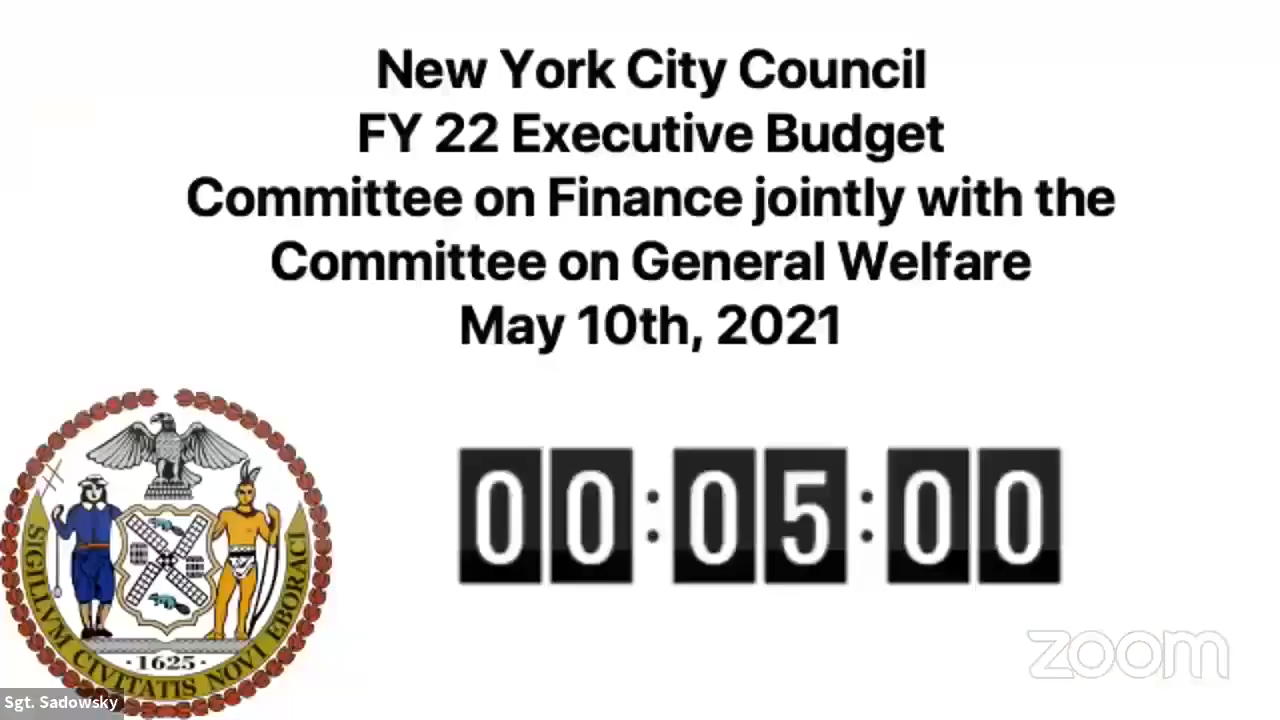 New York City Council
FY 22 Executive Budget
Committee on Finance jointly with the
Committee on General Welfare
May 10th, 2021
00:05:00
SIGILLVM CIVITATIS NOVI EBORACI
·1625·
zoom
Sgt. Sadowsky